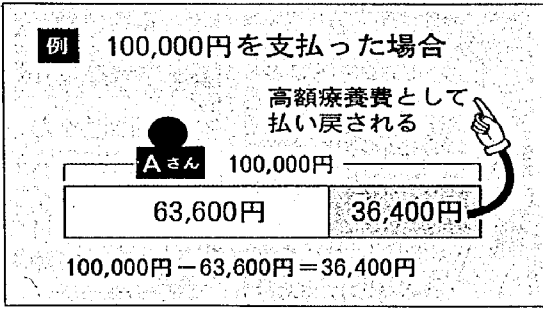 例 100,000円を支払った場合
高額療養費として
払い戻される
Aさん 100,000円
63,600円 36,400円
100,000円－63,600円＝36,400円